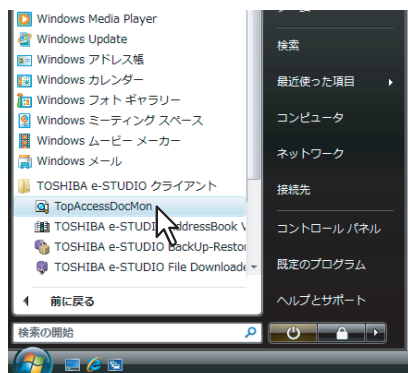 Windows Media Player
Windows Update
Windows アドレス帳
Windows カレンダー
Windows フォト ギャラリー
Windows ミーティング スペース
Windows ムービー メーカー
Windows メール
TOSHIBA e-STUDIO クライアント
TopAccessDocMon
TOSHIBA e-STUDIO AddressBook V
TOSHIBA e-STUDIO BackUp-Resto
TOSHIBA e-STUDIO File Downloade
前に戻る
検索の開始
検索
最近使った項目
コンピュータ
ネットワーク
接続先
コントロール パネル
既定のプログラム
ヘルプとサポート